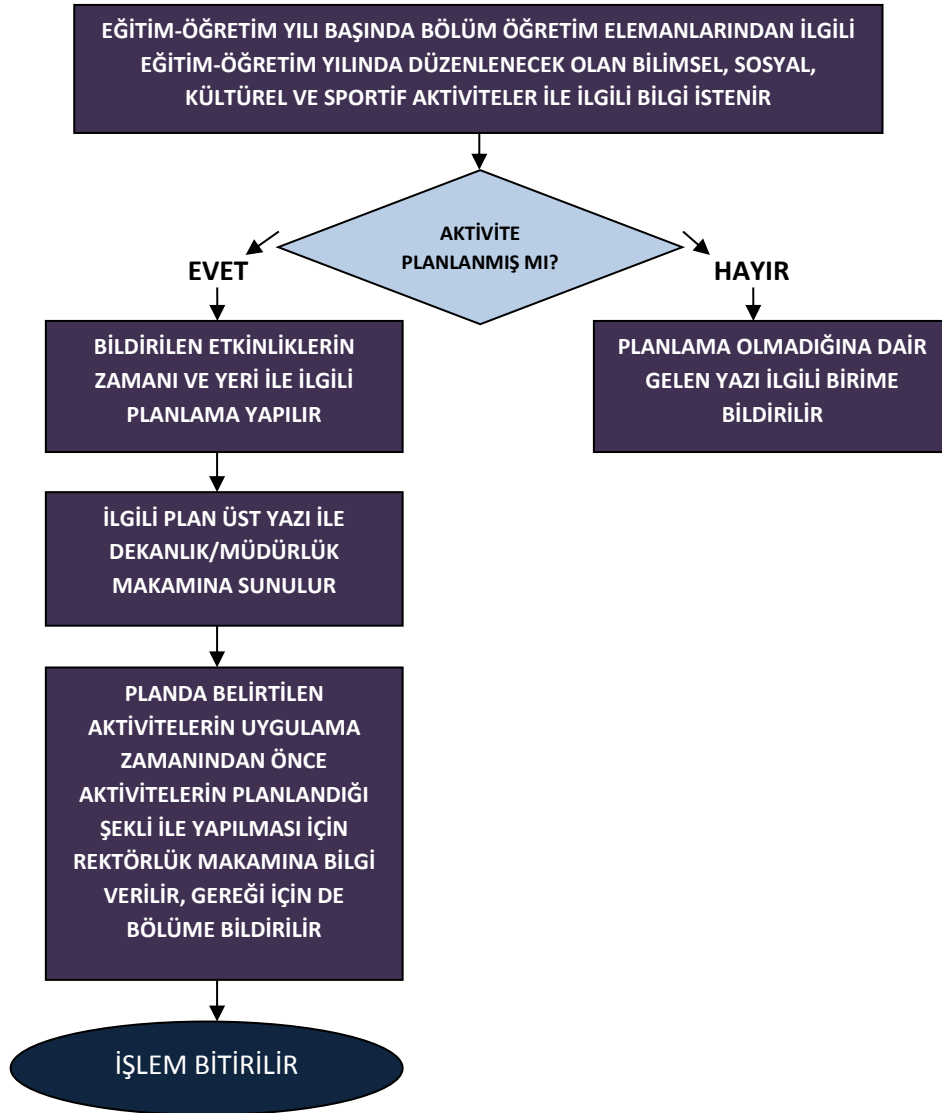 EĞİTİM-ÖĞRETİM YILI BAŞINDA BÖLÜM ÖĞRETİM ELEMANLARINDAN İLGİLİ
EĞİTİM-ÖĞRETİM YILINDA DÜZENLENECEK OLAN BİLİMSEL, SOSYAL,
KÜLTÜREL VE SPORTİF AKTİVİTELER İLE İLGİLİ BİLGİ İSTENİR
AKTİVİTE
PLANLANMIŞ MI?
EVET
HAYIR
BİLDİRİLEN ETKİNLİKLERİN
ZAMANI VE YERİ İLE İLGİLİ
PLANLAMA YAPILIR
PLANLAMA OLMADIĞINA DAİR
GELEN YAZI İLGİLİ BİRİME
BİLDİRİLİR
İLGİLİ PLAN ÜST YAZI İLE
DEKANLIK/MÜDÜRLÜK
MAKAMINA SUNULUR
PLANDA BELİRTİLEN
AKTİVİTELERİN UYGULAMA
ZAMANINDAN ÖNCE
AKTİVİTELERİN PLANLANDIĞI
ŞEKLİ İLE YAPILMASI İÇİN
REKTÖRLÜK MAKAMINA BİLGİ
VERİLİR, GEREĞİ İÇİN DE
BÖLÜME BİLDİRİLİR
İŞLEM BİTİRİLİR